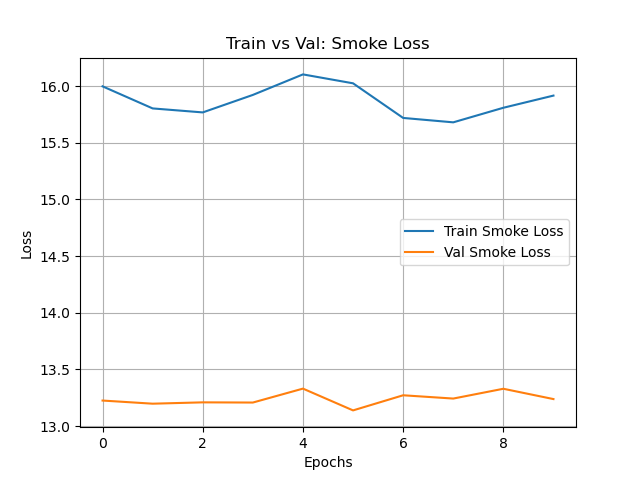 Train vs Val: Smoke Loss
16.0
15.5
15.0
14.5
14.0
13.5
13.0
Loss
Train Smoke Loss
Val Smoke Loss
0 2 4 6 8
Epochs